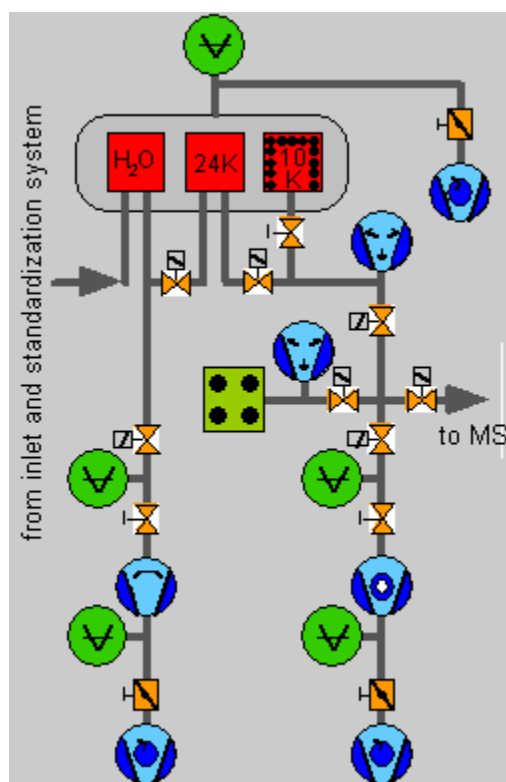 H₂O
24K
10
K
from inlet and standardization system
to MS